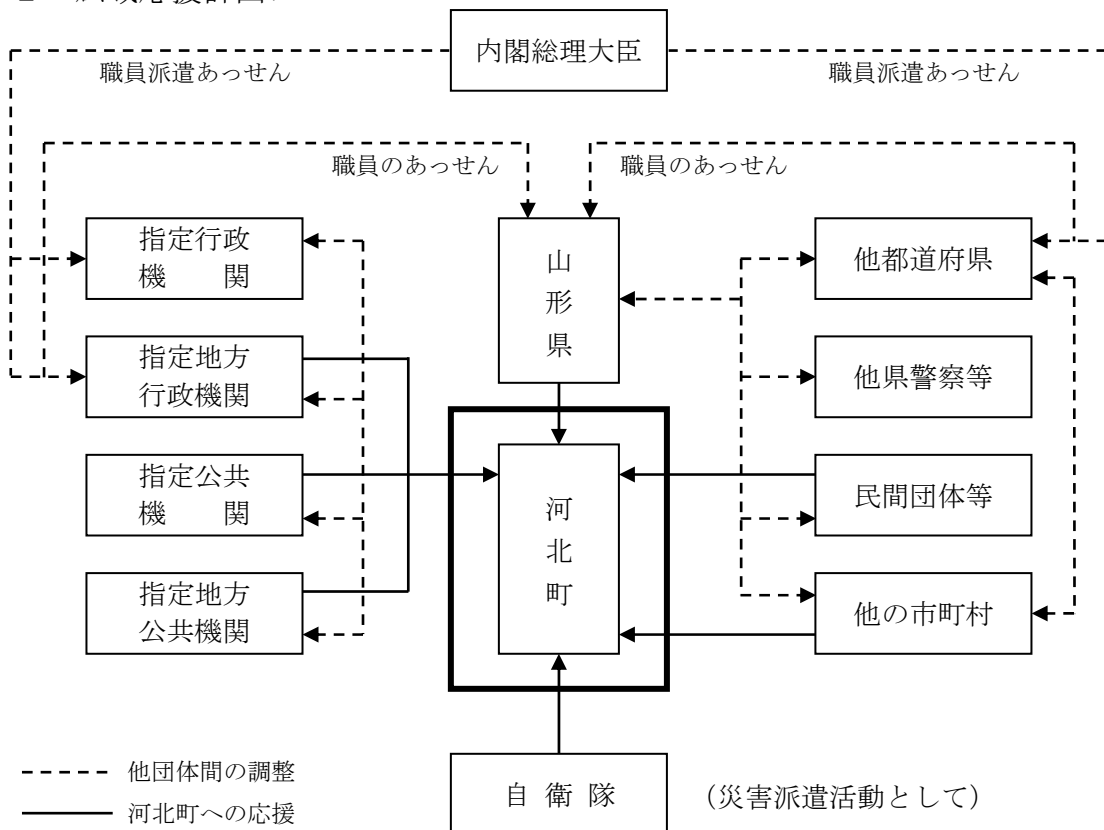 内閣総理大臣
職員派遣あっせん
職員派遣あっせん
職員のあっせん
職員のあっせん
指定行政
機　　関
山
形
県
他都道府県
指定地方
行政機関
他県警察等
指定公共
機　　関
河
北
町
民間団体等
指定地方
公共機関
他の市町村
他団体間の調整
河北町への応援
自 衛 隊
（災害派遣活動として）